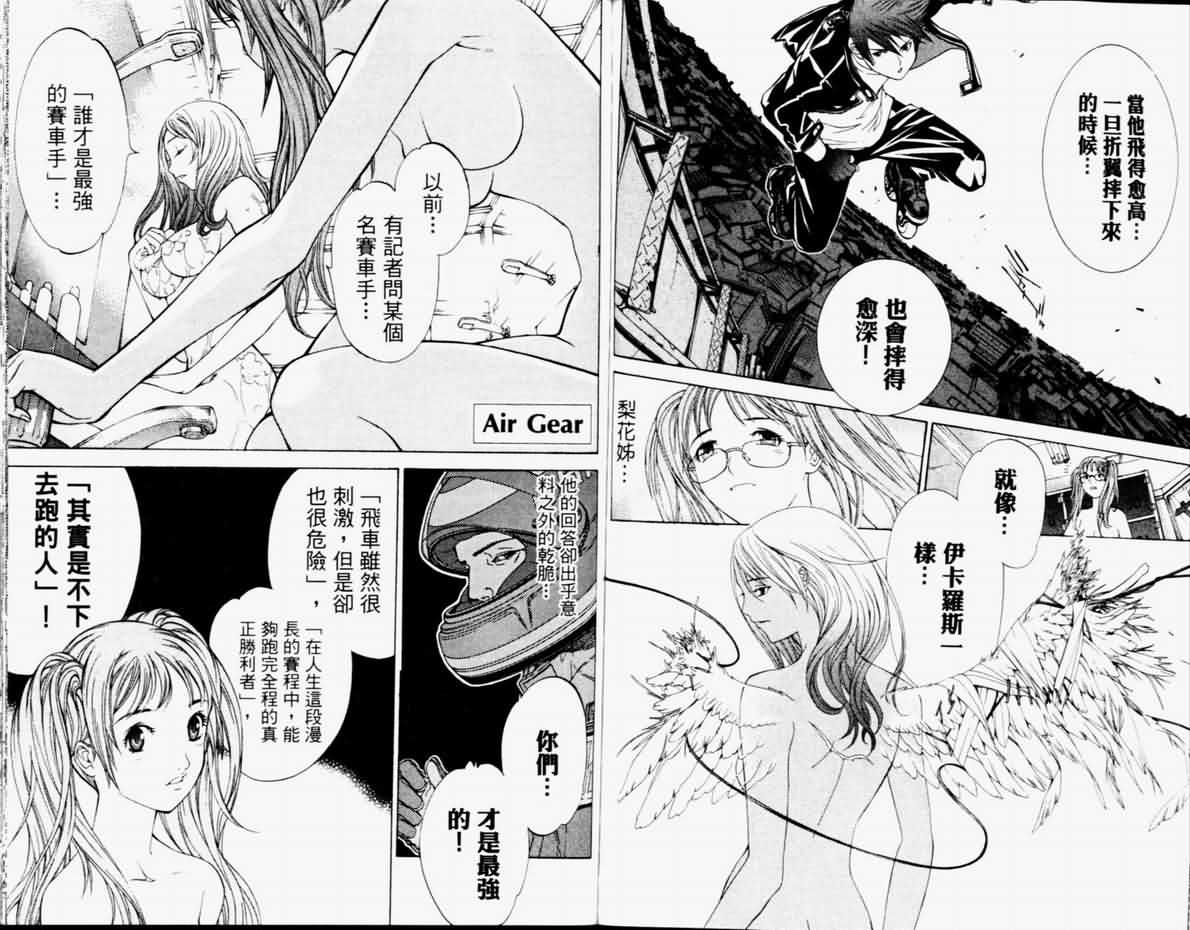 當他飛得愈高…
一旦折翼摔下來
的時候…
也會摔得
愈深！
就像…
伊卡羅斯一
樣…
梨花姊…
以前…
有記者問某個
名賽車手…
「誰才是最強
的賽車手」…
Air Gear
他的回答卻出乎意
料之外的乾脆…
你們…
才是最強
的！
「飛車雖然很
刺激，但是卻
也很危險」，
「在人生這段漫
長的賽程中，能
夠跑完全程的真
正勝利者」，
「其實是不下
去跑的人」！